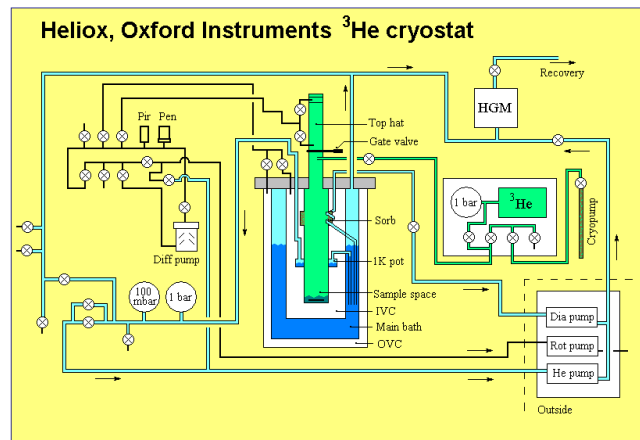 Heliox, Oxford Instruments ³He cryostat
Recovery
HGM
Pir Pen
Top hat
Gate valve
1 bar
³He
Cryopump
Sorb
Diff pump
1K pot
100 mbar
1 bar
Sample space
IVC
Main bath
OVC
Dia pump
Rot pump
He pump
Outside